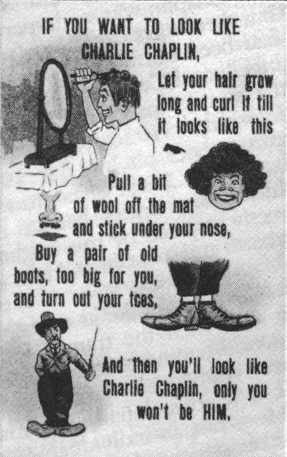 IF YOU WANT TO LOOK LIKE
CHARLIE CHAPLIN,
Let your hair grow
long and curl it till
it looks like this
Pull a bit
of wool off the mat
and stick under your nose,
Buy a pair of old
boots, too big for you,
and turn out your toes,
And then you'll look like
Charlie Chaplin, only you
won't be HIM.